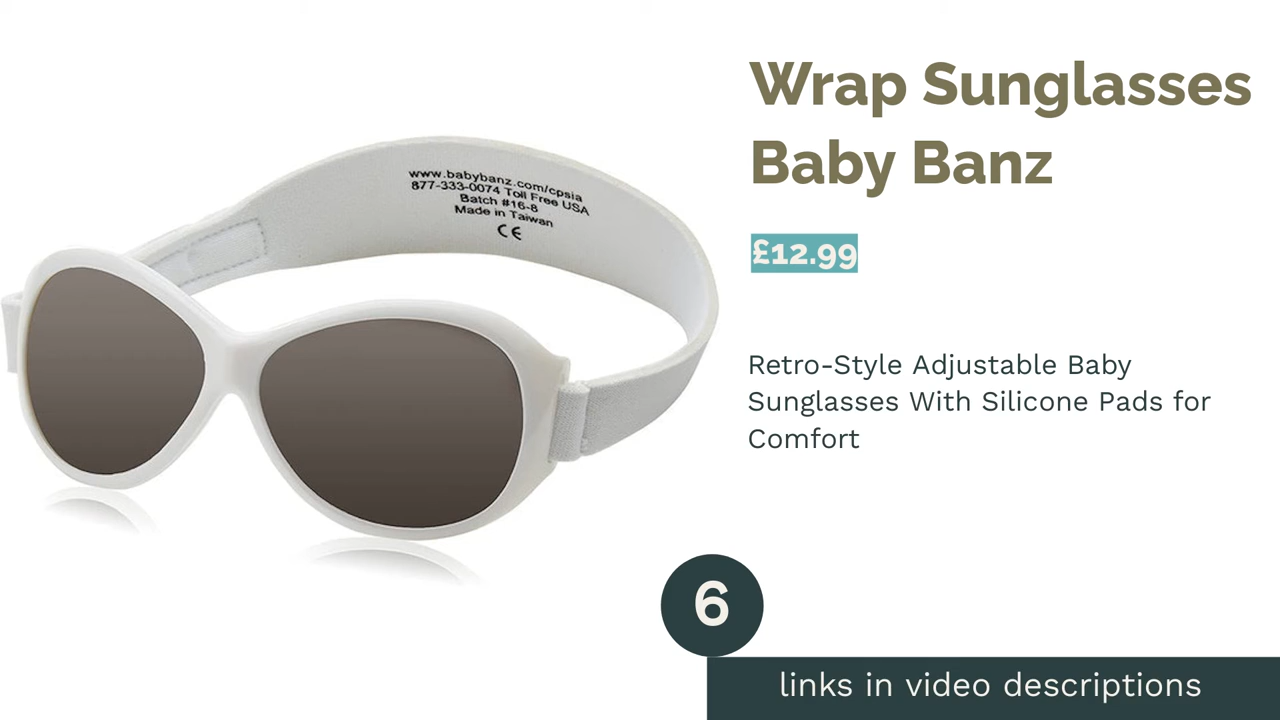 www.babybanz.com/cpsia
877-333-0074 Toll Free USA
Batch #16-8
Made in Taiwan
CE
Wrap Sunglasses
Baby Banz
£12.99
Retro-Style Adjustable Baby
Sunglasses With Silicone Pads for
Comfort
6
links in video descriptions